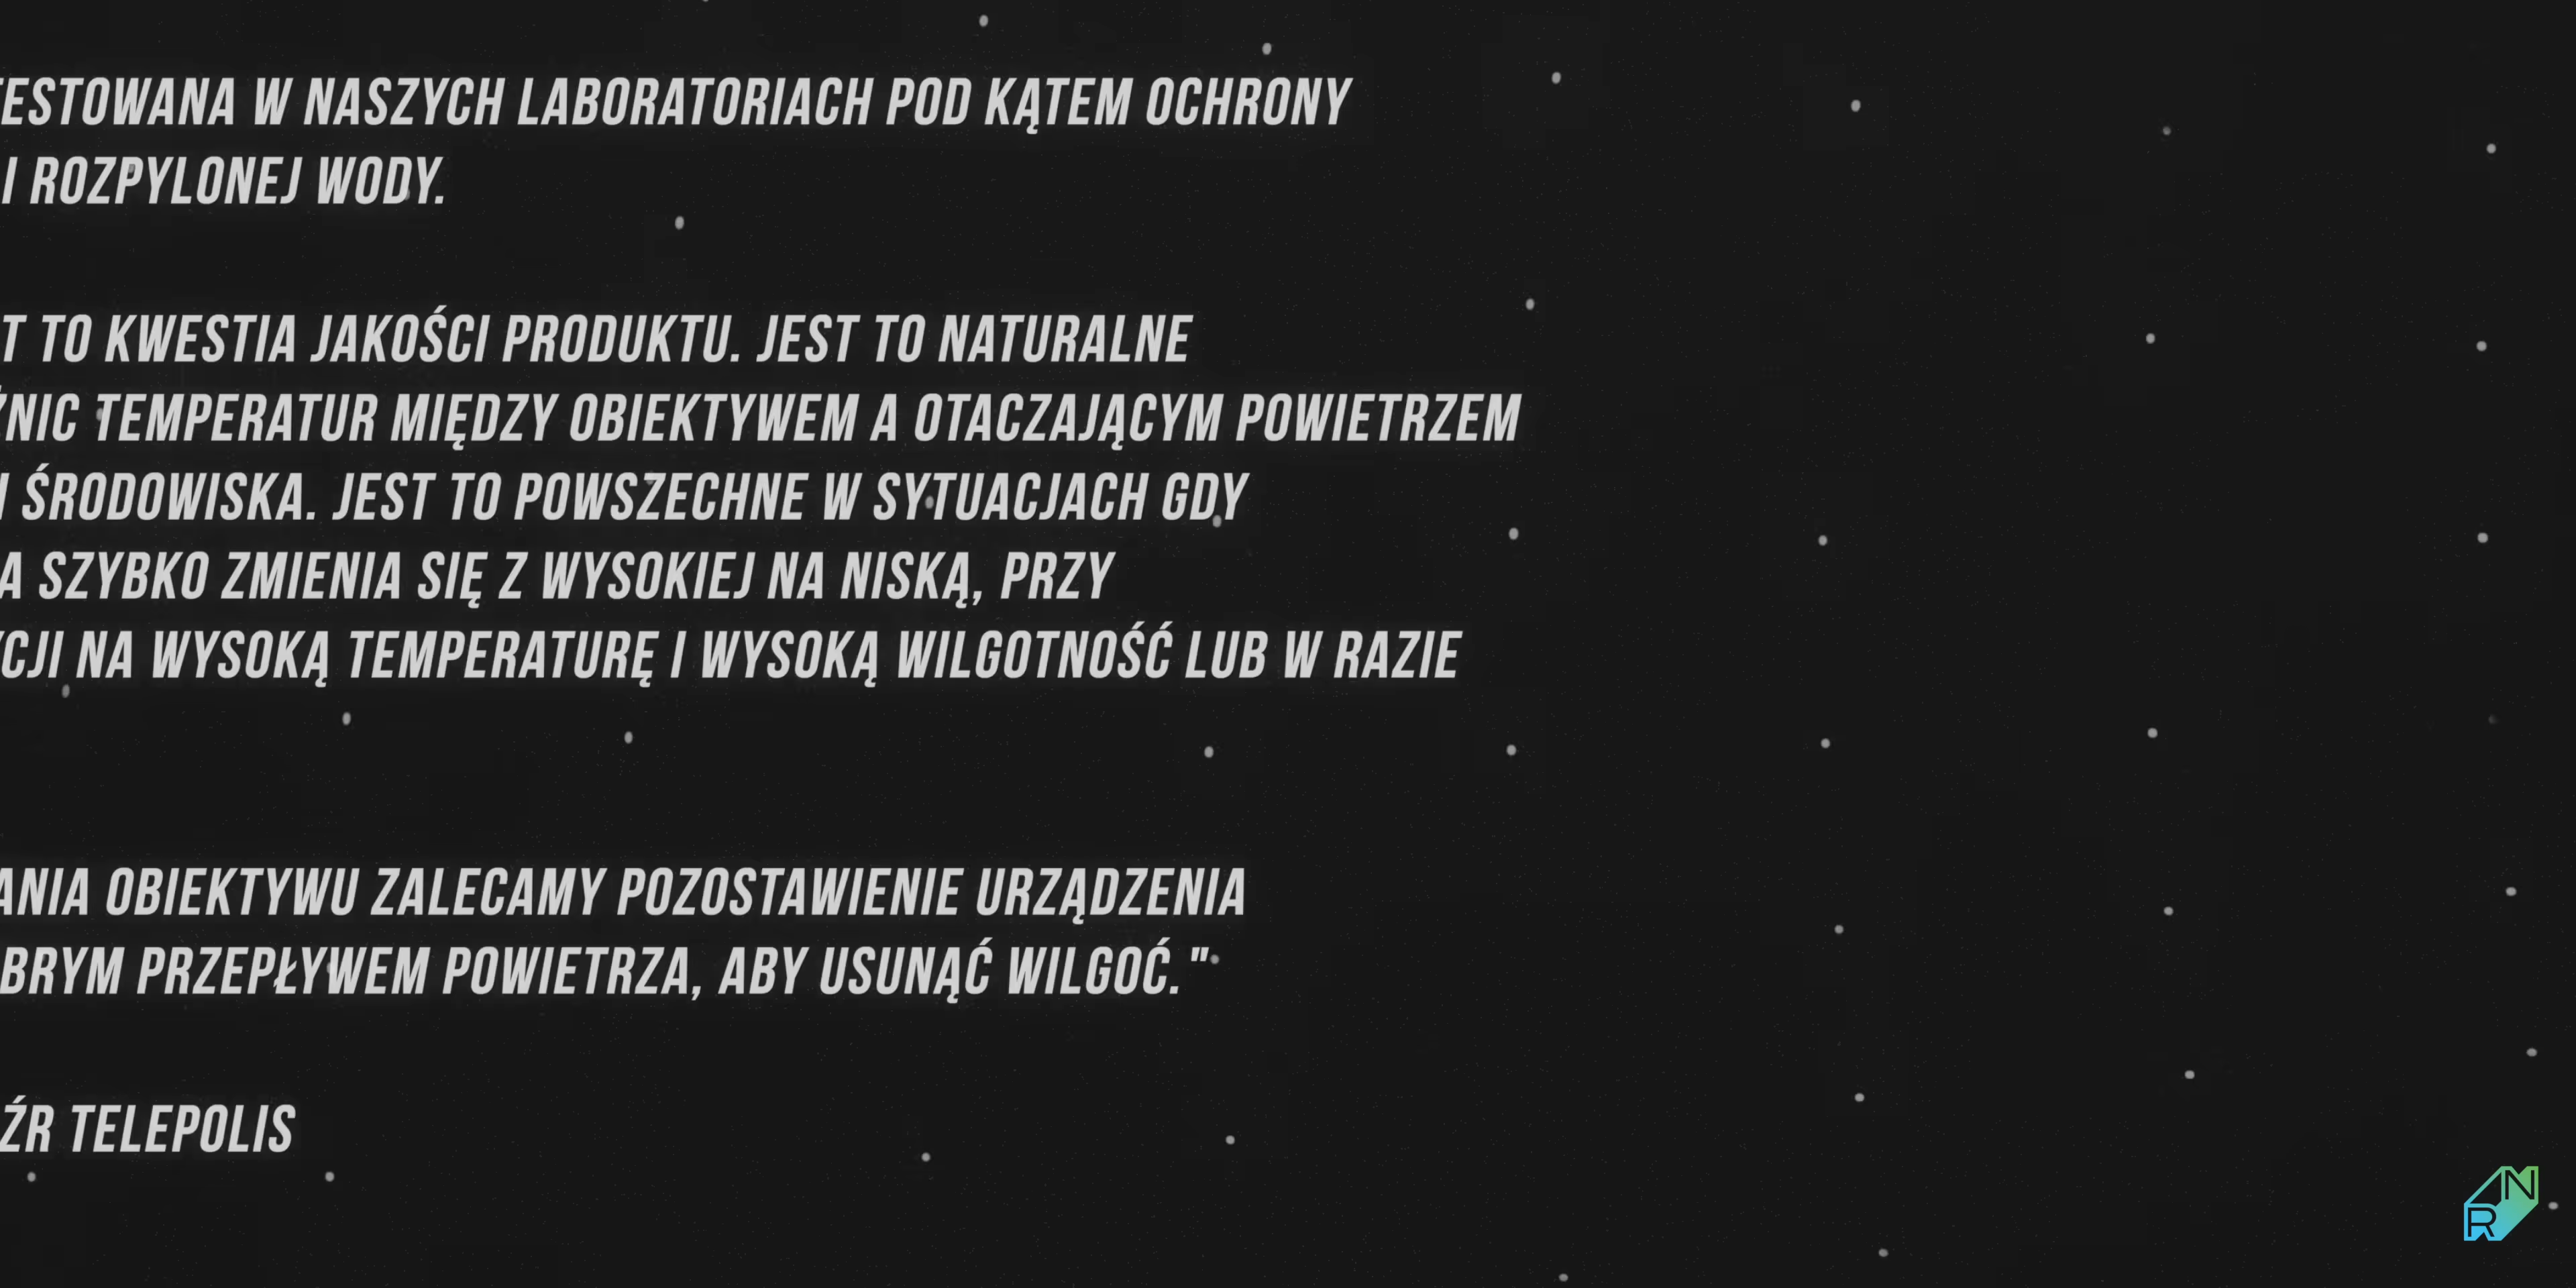 ESTOWANA W NASZYCH LABORATORIACH POD KĄTEM OCHRONY
I ROZPYLONEJ WODY.
T TO KWESTIA JAKOŚCI PRODUKTU. JEST TO NATURALNE
ŻNIC TEMPERATUR MIĘDZY OBIEKTYWEM A OTACZAJĄCYM POWIETRZEM
I ŚRODOWISKA. JEST TO POWSZECHNE W SYTUACJACH GDY
A SZYBKO ZMIENIA SIĘ Z WYSOKIEJ NA NISKĄ, PRZY
CJI NA WYSOKĄ TEMPERATURĘ I WYSOKĄ WILGOTNOŚĆ LUB W RAZIE
ANIA OBIEKTYWU ZALECAMY POZOSTAWIENIE URZĄDZENIA
BRYM PRZEPŁYWEM POWIETRZA, ABY USUNĄĆ WILGOĆ."
ŹR TELEPOLIS
R N